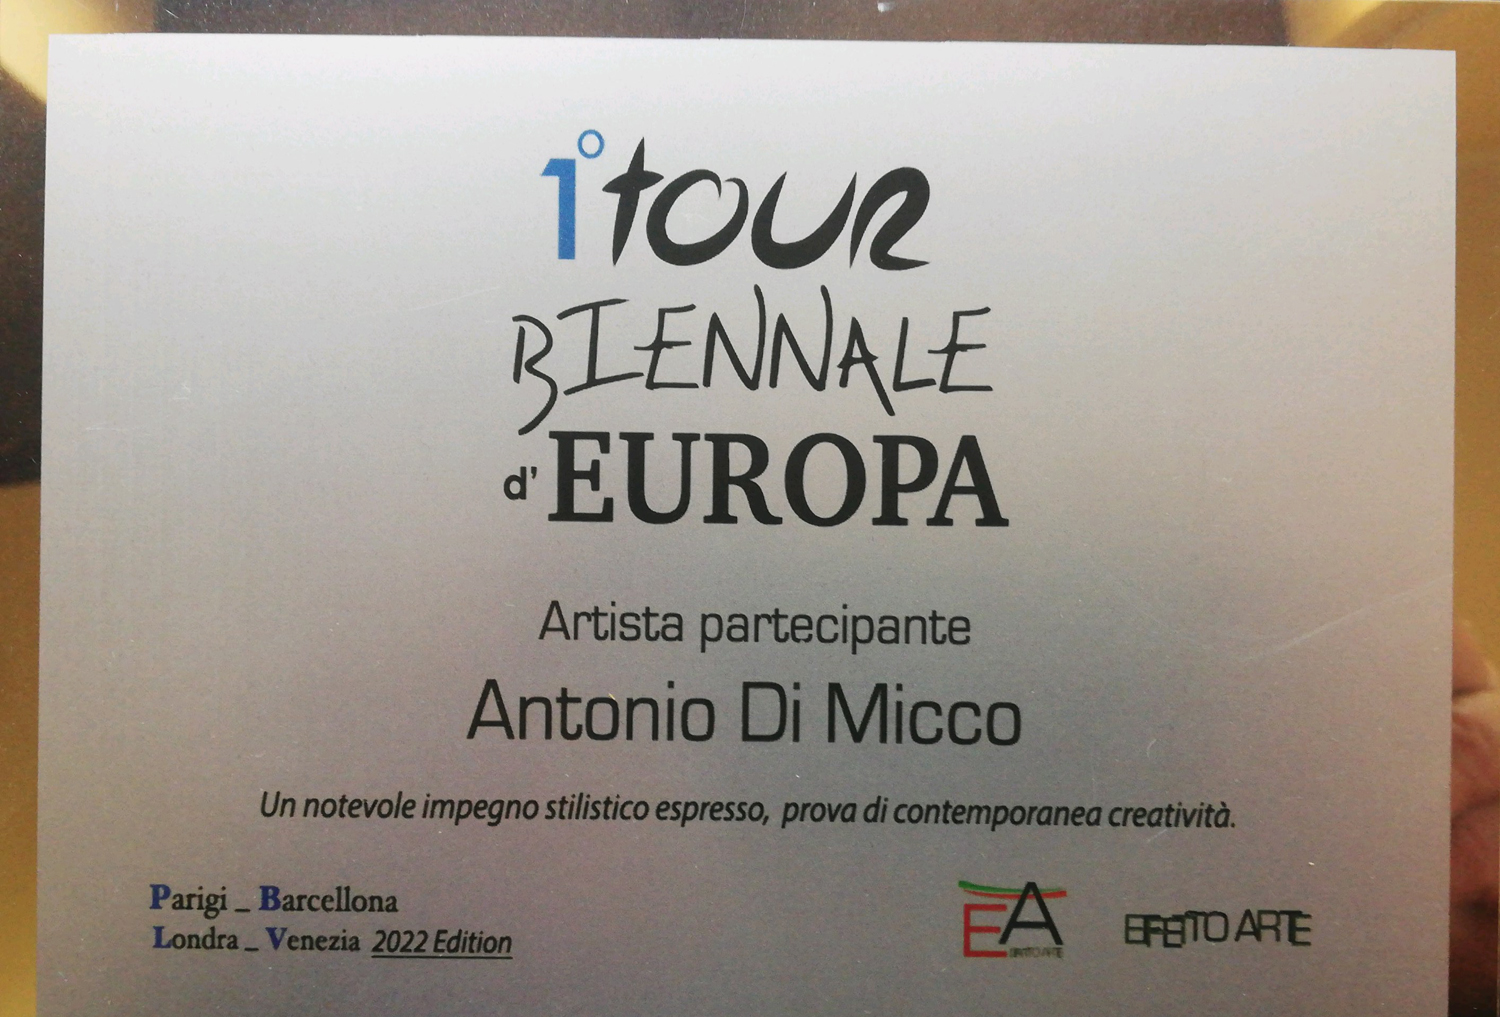 1° tour
BIENNALE
d'EUROPA
Artista partecipante
Antonio Di Micco
Un notevole impegno stilistico espresso, prova di contemporanea creatività.
Parigi _ Barcellona
Londra _ Venezia 2022 Edition
EA
EFFETTO ARTE